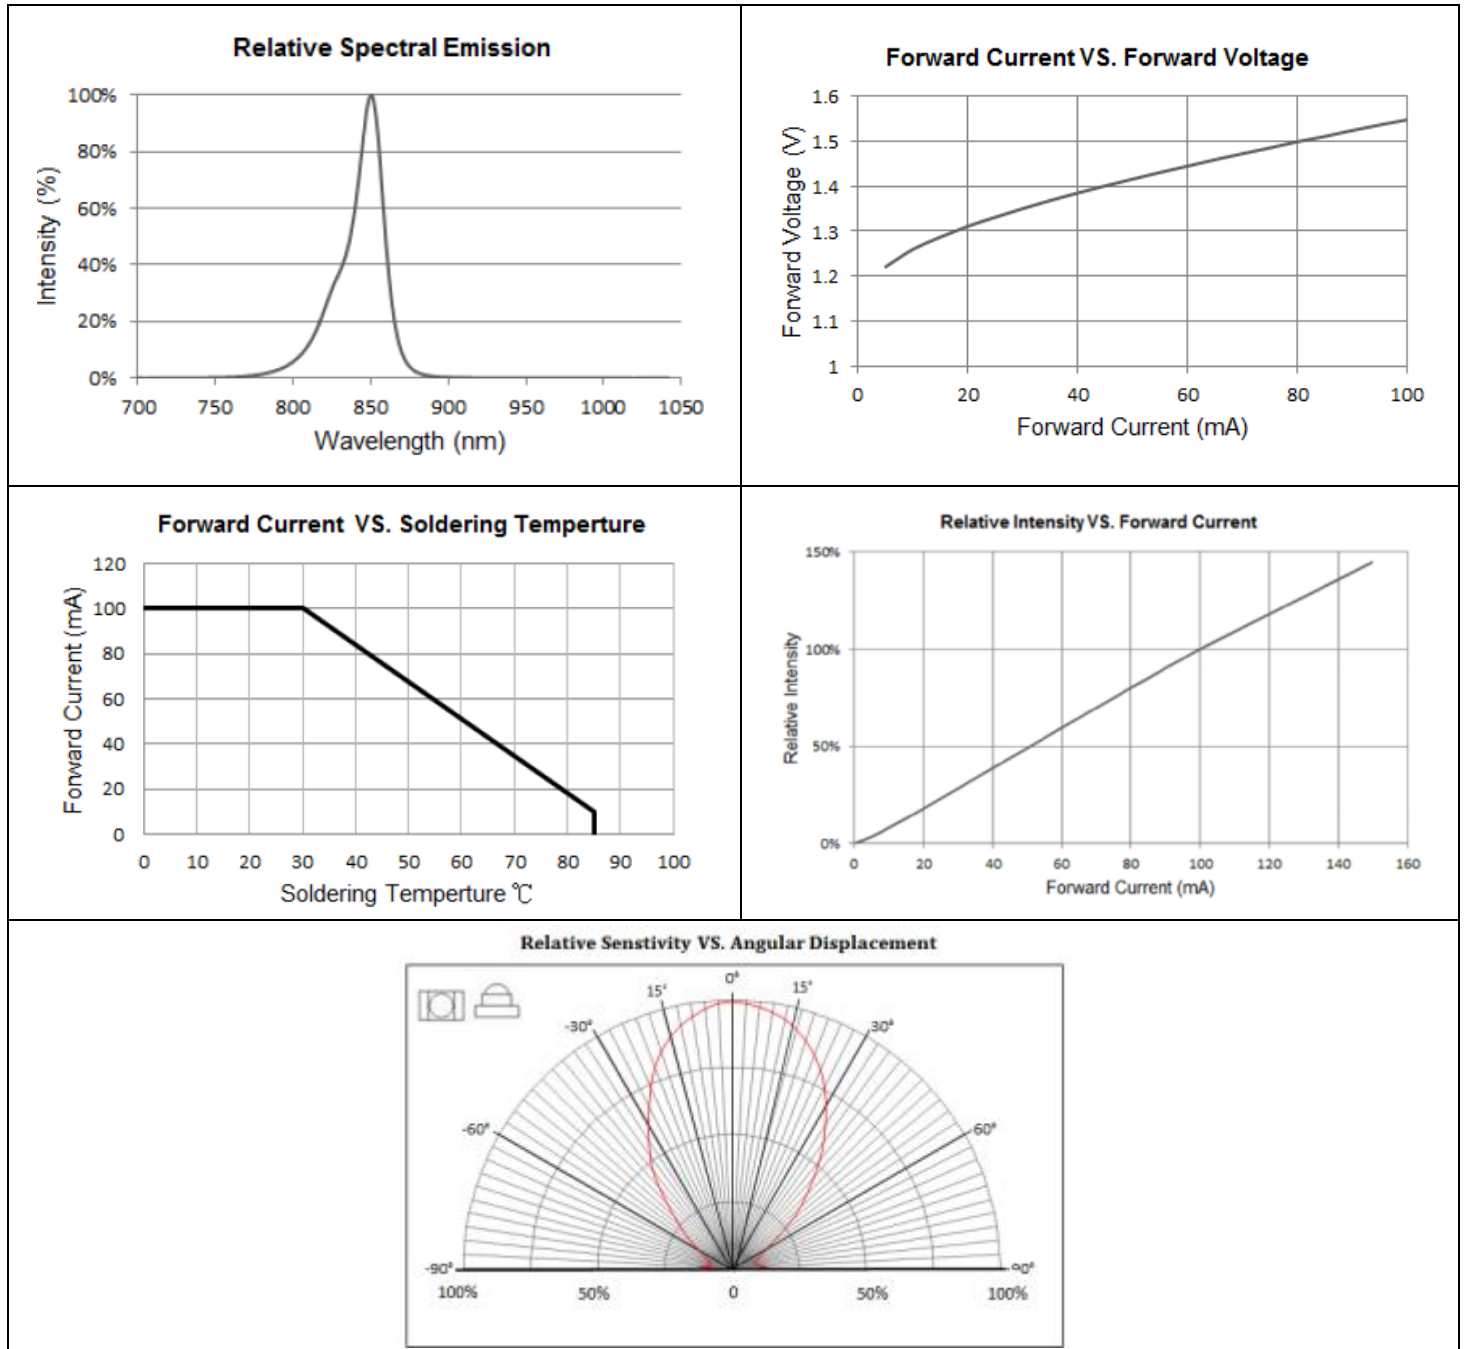 Relative Spectral Emission
100%
80%
60%
40%
20%
0%
Intensity (%)
700 750 800 850 900 950 1000 1050
Wavelength (nm)
Forward Current VS. Forward Voltage
1.6
1.5
1.4
1.3
1.2
1.1
1
Forward Voltage (V)
0 20 40 60 80 100
Forward Current (mA)
Forward Current VS. Soldering Temperture
120
100
80
60
40
20
0
Forward Current (mA)
0 10 20 30 40 50 60 70 80 90 100
Soldering Temperture ℃
Relative Intensity VS. Forward Current
150%
100%
50%
0%
Relative Intensity
0 20 40 60 80 100 120 140 160
Forward Current (mA)
Relative Senstivity VS. Angular Displacement
0°
15° 15°
-30° 30°
-60° 60°
-90° 90°
100% 50% 0 50% 100%